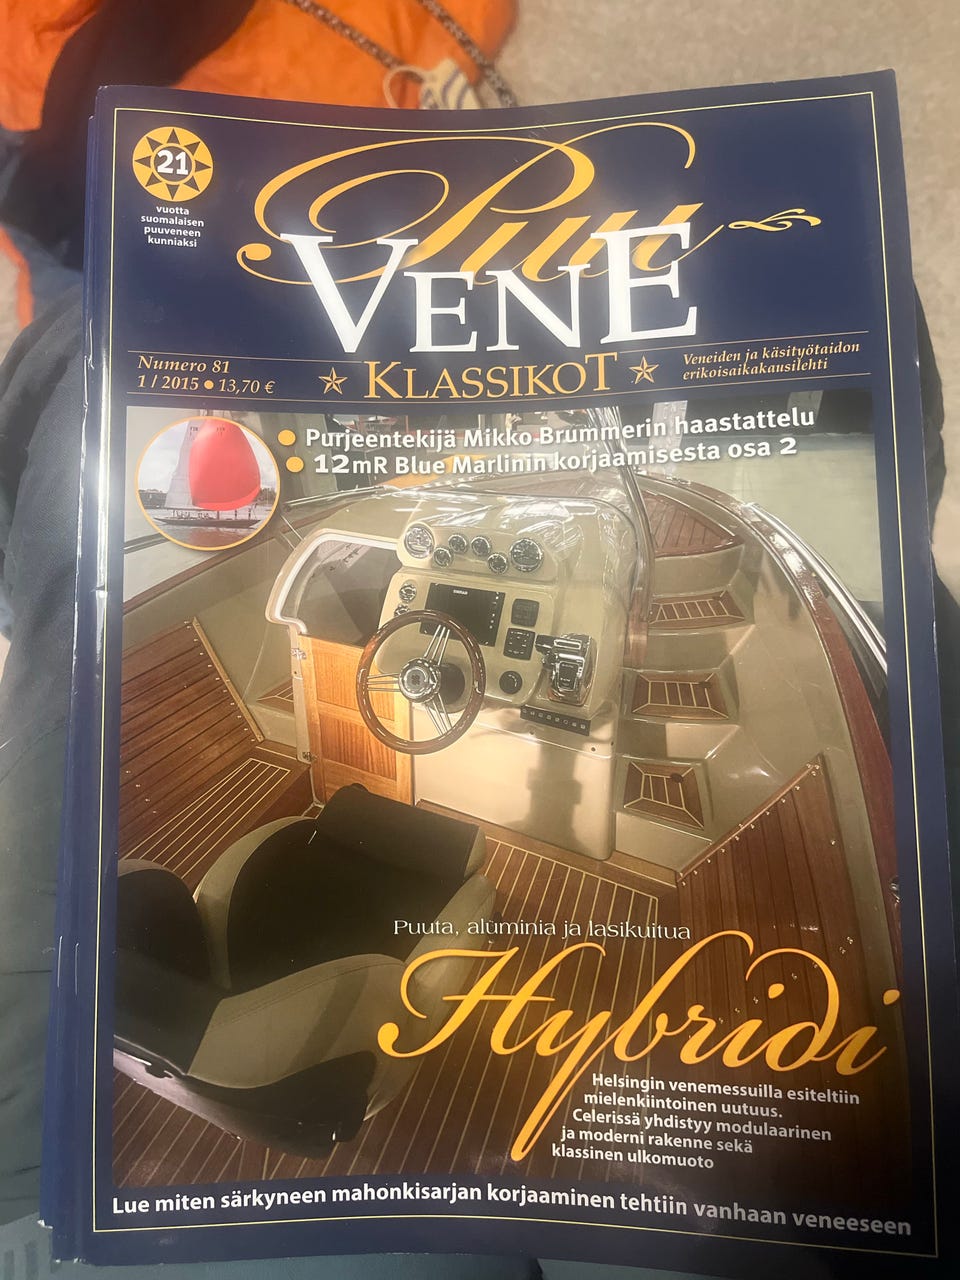 21
vuotta
suomalaisen
puuveneen
kunniaksi
Puu
VENE
KLASSIKOT
Numero 81
1 / 2015 ● 13,70 €
Veneiden ja käsityötaidon
erikoisaikakausilehti
● Purjeentekijä Mikko Brummerin haastattelu
● 12mR Blue Marlinin korjaamisesta osa 2
SIMRAD
Puuta, alumiinia ja lasikuitua
Hybridi
Helsingin venemessuilla esiteltiin
mielenkiintoinen uutuus.
Celerissä yhdistyy modulaarinen
ja moderni rakenne sekä
klassinen ulkomuoto
Lue miten särkyneen mahonkisarjan korjaaminen tehtiin vanhaan veneeseen